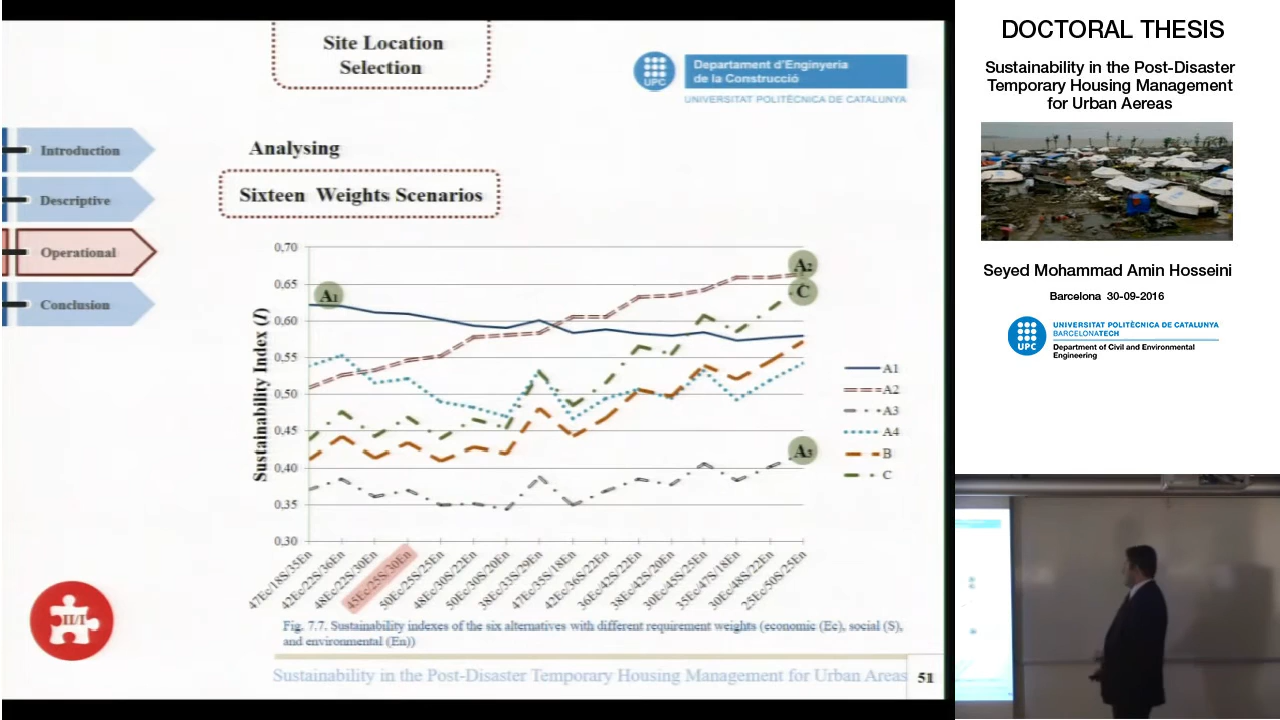 Site Location
Selection
UPC
Departament d'Enginyeria
de la Construcció
UNIVERSITAT POLITÈCNICA DE CATALUNYA
Introduction
Descriptive
Operational
Conclusion
Analysing
Sixteen Weights Scenarios
Sustainability Index (I)
0,70
0,65
0,60
0,55
0,50
0,45
0,40
0,35
0,30
A1
A2
C
A3
A1
A2
A3
A4
B
C
47Ec/18S/35En
42Ec/22S/36En
48Ec/22S/30En
45Ec/25S/30En
50Ec/25S/25En
48Ec/30S/22En
50Ec/30S/20En
38Ec/33S/29En
47Ec/35S/18En
42Ec/36S/22En
36Ec/42S/22En
38Ec/42S/20En
30Ec/45S/25En
35Ec/47S/18En
30Ec/48S/22En
25Ec/50S/25En
Fig. 7.7. Sustainability indexes of the six alternatives with different requirement weights (economic (Ec), social (S),
and environmental (En))
II/I
Sustainability in the Post-Disaster Temporary Housing Management for Urban Areas
51
DOCTORAL THESIS
Sustainability in the Post-Disaster
Temporary Housing Management
for Urban Aereas
Seyed Mohammad Amin Hosseini
Barcelona 30-09-2016
UPC
UNIVERSITAT POLITÈCNICA DE CATALUNYA
BARCELONATECH
Department of Civil and Environmental
Engineering